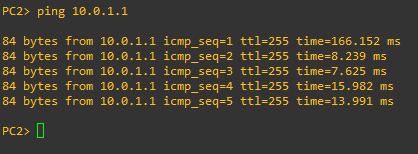 PC2> ping 10.0.1.1
84 bytes from 10.0.1.1 icmp_seq=1 ttl=255 time=166.152 ms
84 bytes from 10.0.1.1 icmp_seq=2 ttl=255 time=8.239 ms
84 bytes from 10.0.1.1 icmp_seq=3 ttl=255 time=7.625 ms
84 bytes from 10.0.1.1 icmp_seq=4 ttl=255 time=15.982 ms
84 bytes from 10.0.1.1 icmp_seq=5 ttl=255 time=13.991 ms
PC2>